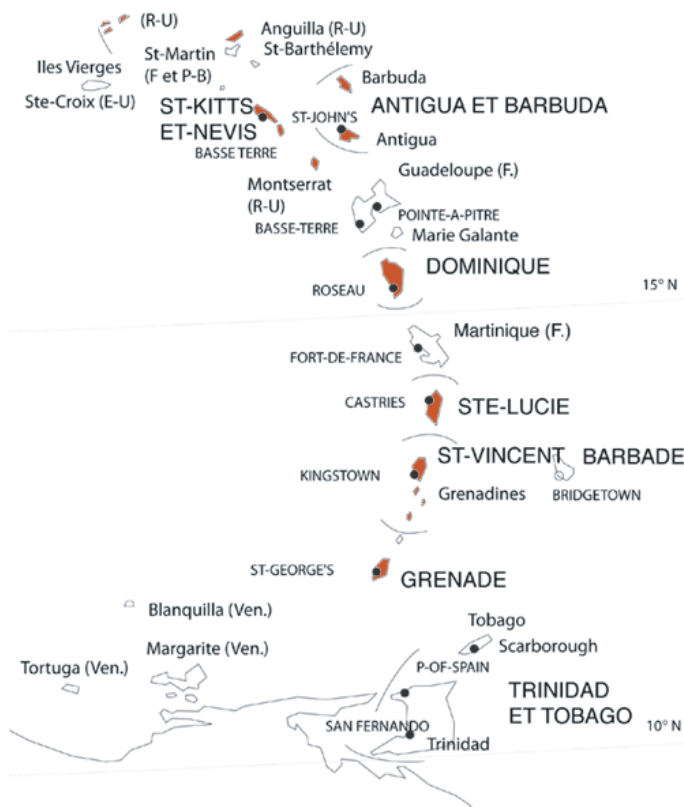 (R-U)
Anguilla (R-U)
St-Martin
(F et P-B)
St-Barthélemy
Iles Vierges
Ste-Croix (E-U)
Barbuda
ST-KITTS
ET-NEVIS
BASSE TERRE
ANTIGUA ET BARBUDA
ST-JOHN'S
Antigua
Montserrat
(R-U)
Guadeloupe (F.)
POINTE-A-PITRE
BASSE-TERRE
Marie Galante
DOMINIQUE
ROSEAU
15° N
Martinique (F.)
FORT-DE-FRANCE
CASTRIES
STE-LUCIE
ST-VINCENT
BARBADE
KINGSTOWN
Grenadines
BRIDGETOWN
ST-GEORGE'S
GRENADE
Blanquilla (Ven.)
Margarite (Ven.)
Tortuga (Ven.)
Tobago
Scarborough
P-OF-SPAIN
TRINIDAD
ET TOBAGO
SAN FERNANDO
Trinidad
10° N